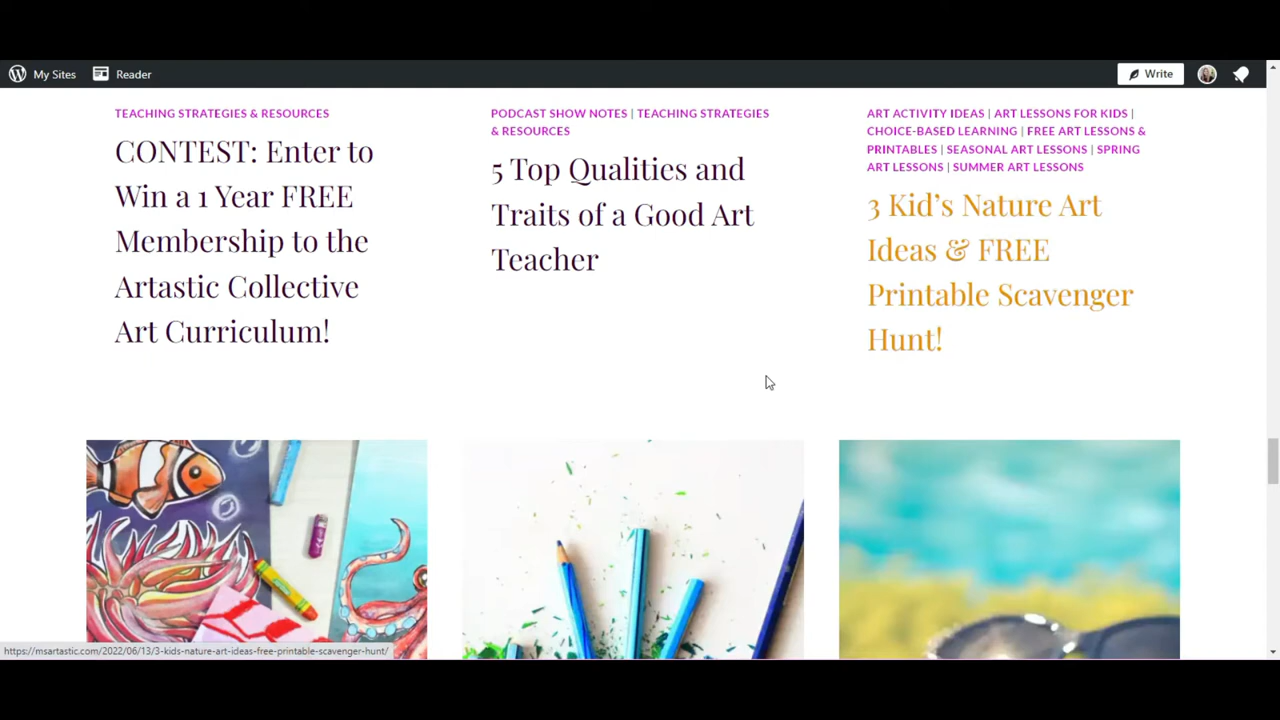 My Sites
Reader
Write
TEACHING STRATEGIES & RESOURCES
CONTEST: Enter to
Win a 1 Year FREE
Membership to the
Artastic Collective
Art Curriculum!
PODCAST SHOW NOTES | TEACHING STRATEGIES
& RESOURCES
5 Top Qualities and
Traits of a Good Art
Teacher
ART ACTIVITY IDEAS | ART LESSONS FOR KIDS |
CHOICE-BASED LEARNING | FREE ART LESSONS &
PRINTABLES | SEASONAL ART LESSONS | SPRING
ART LESSONS | SUMMER ART LESSONS
3 Kid's Nature Art
Ideas & FREE
Printable Scavenger
Hunt!
https://msartastic.com/2022/06/13/3-kids-nature-art-ideas-free-printable-scavenger-hunt/